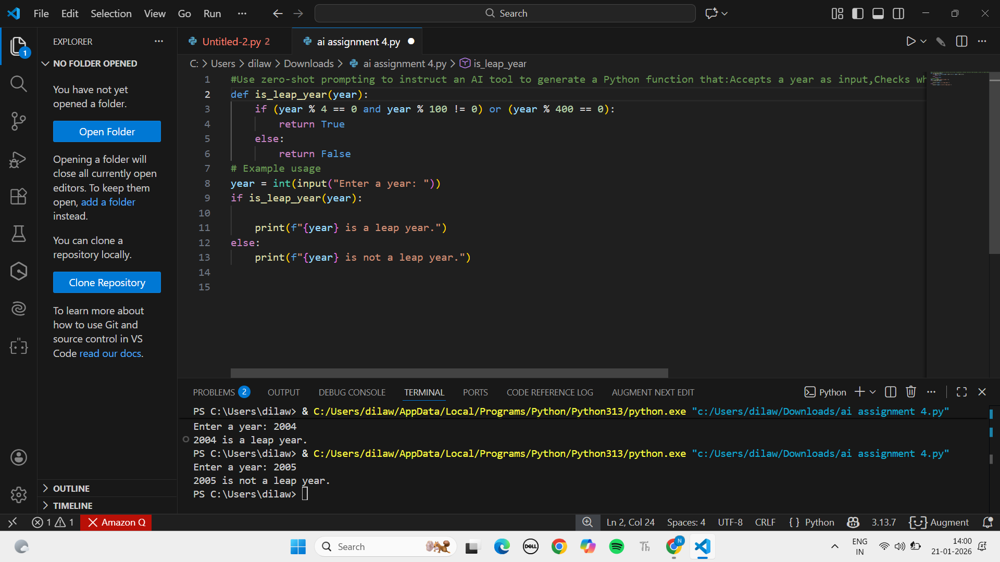 File Edit Selection View Go Run ... Search
EXPLORER ...
1
NO FOLDER OPENED
You have not yet
opened a folder.
Open Folder
Opening a folder will
close all currently open
editors. To keep them
open, add a folder
instead.
You can clone a
repository locally.
Clone Repository
To learn more about
how to use Git and
source control in VS
Code read our docs.
OUTLINE
TIMELINE
Untitled-2.py 2 ai assignment 4.py
C: > Users > dilaw > Downloads > ai assignment 4.py > is_leap_year
1 #Use zero-shot prompting to instruct an AI tool to generate a Python function that:Accepts a year as input,Checks wh
2 def is_leap_year(year):
3 if (year % 4 == 0 and year % 100 != 0) or (year % 400 == 0):
4 return True
5 else:
6 return False
7 # Example usage
8 year = int(input("Enter a year: "))
9 if is_leap_year(year):
10
11 print(f"{year} is a leap year.")
12 else:
13 print(f"{year} is not a leap year.")
14
15
PROBLEMS 2 OUTPUT DEBUG CONSOLE TERMINAL PORTS CODE REFERENCE LOG AUGMENT NEXT EDIT Python
PS C:\Users\dilaw> & C:/Users/dilaw/AppData/Local/Programs/Python/Python313/python.exe "c:/Users/dilaw/Downloads/ai assignment 4.py"
Enter a year: 2004
2004 is a leap year.
PS C:\Users\dilaw> & C:/Users/dilaw/AppData/Local/Programs/Python/Python313/python.exe "c:/Users/dilaw/Downloads/ai assignment 4.py"
Enter a year: 2005
2005 is not a leap year.
PS C:\Users\dilaw>
1 1 Amazon Q Ln 2, Col 24 Spaces: 4 UTF-8 CRLF { } Python 3.13.7 Augment
Search DELL Th N ENG 14:00
IN 21-01-2026